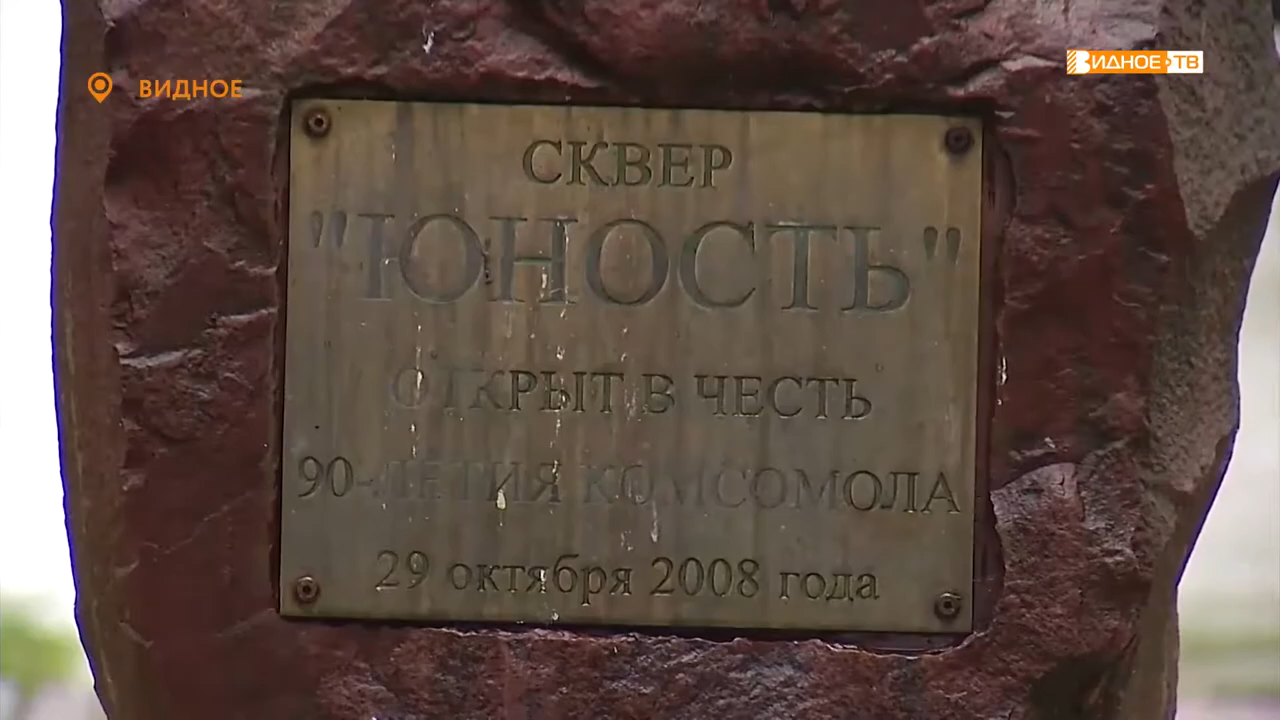 ВИДНОЕ
ВИДНОЕ ТВ
СКВЕР
"ЮНОСТЬ"
ОТКРЫТ В ЧЕСТЬ
90-ЛЕТИЯ КОМСОМОЛА
29 октября 2008 года